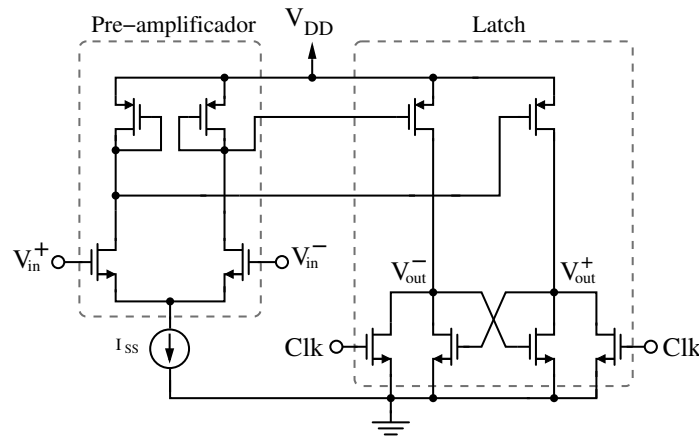 Pre-amplificador
V_DD
Latch
V_in^+
V_in^-
V_out^-
V_out^+
I_SS
Clk
Clk